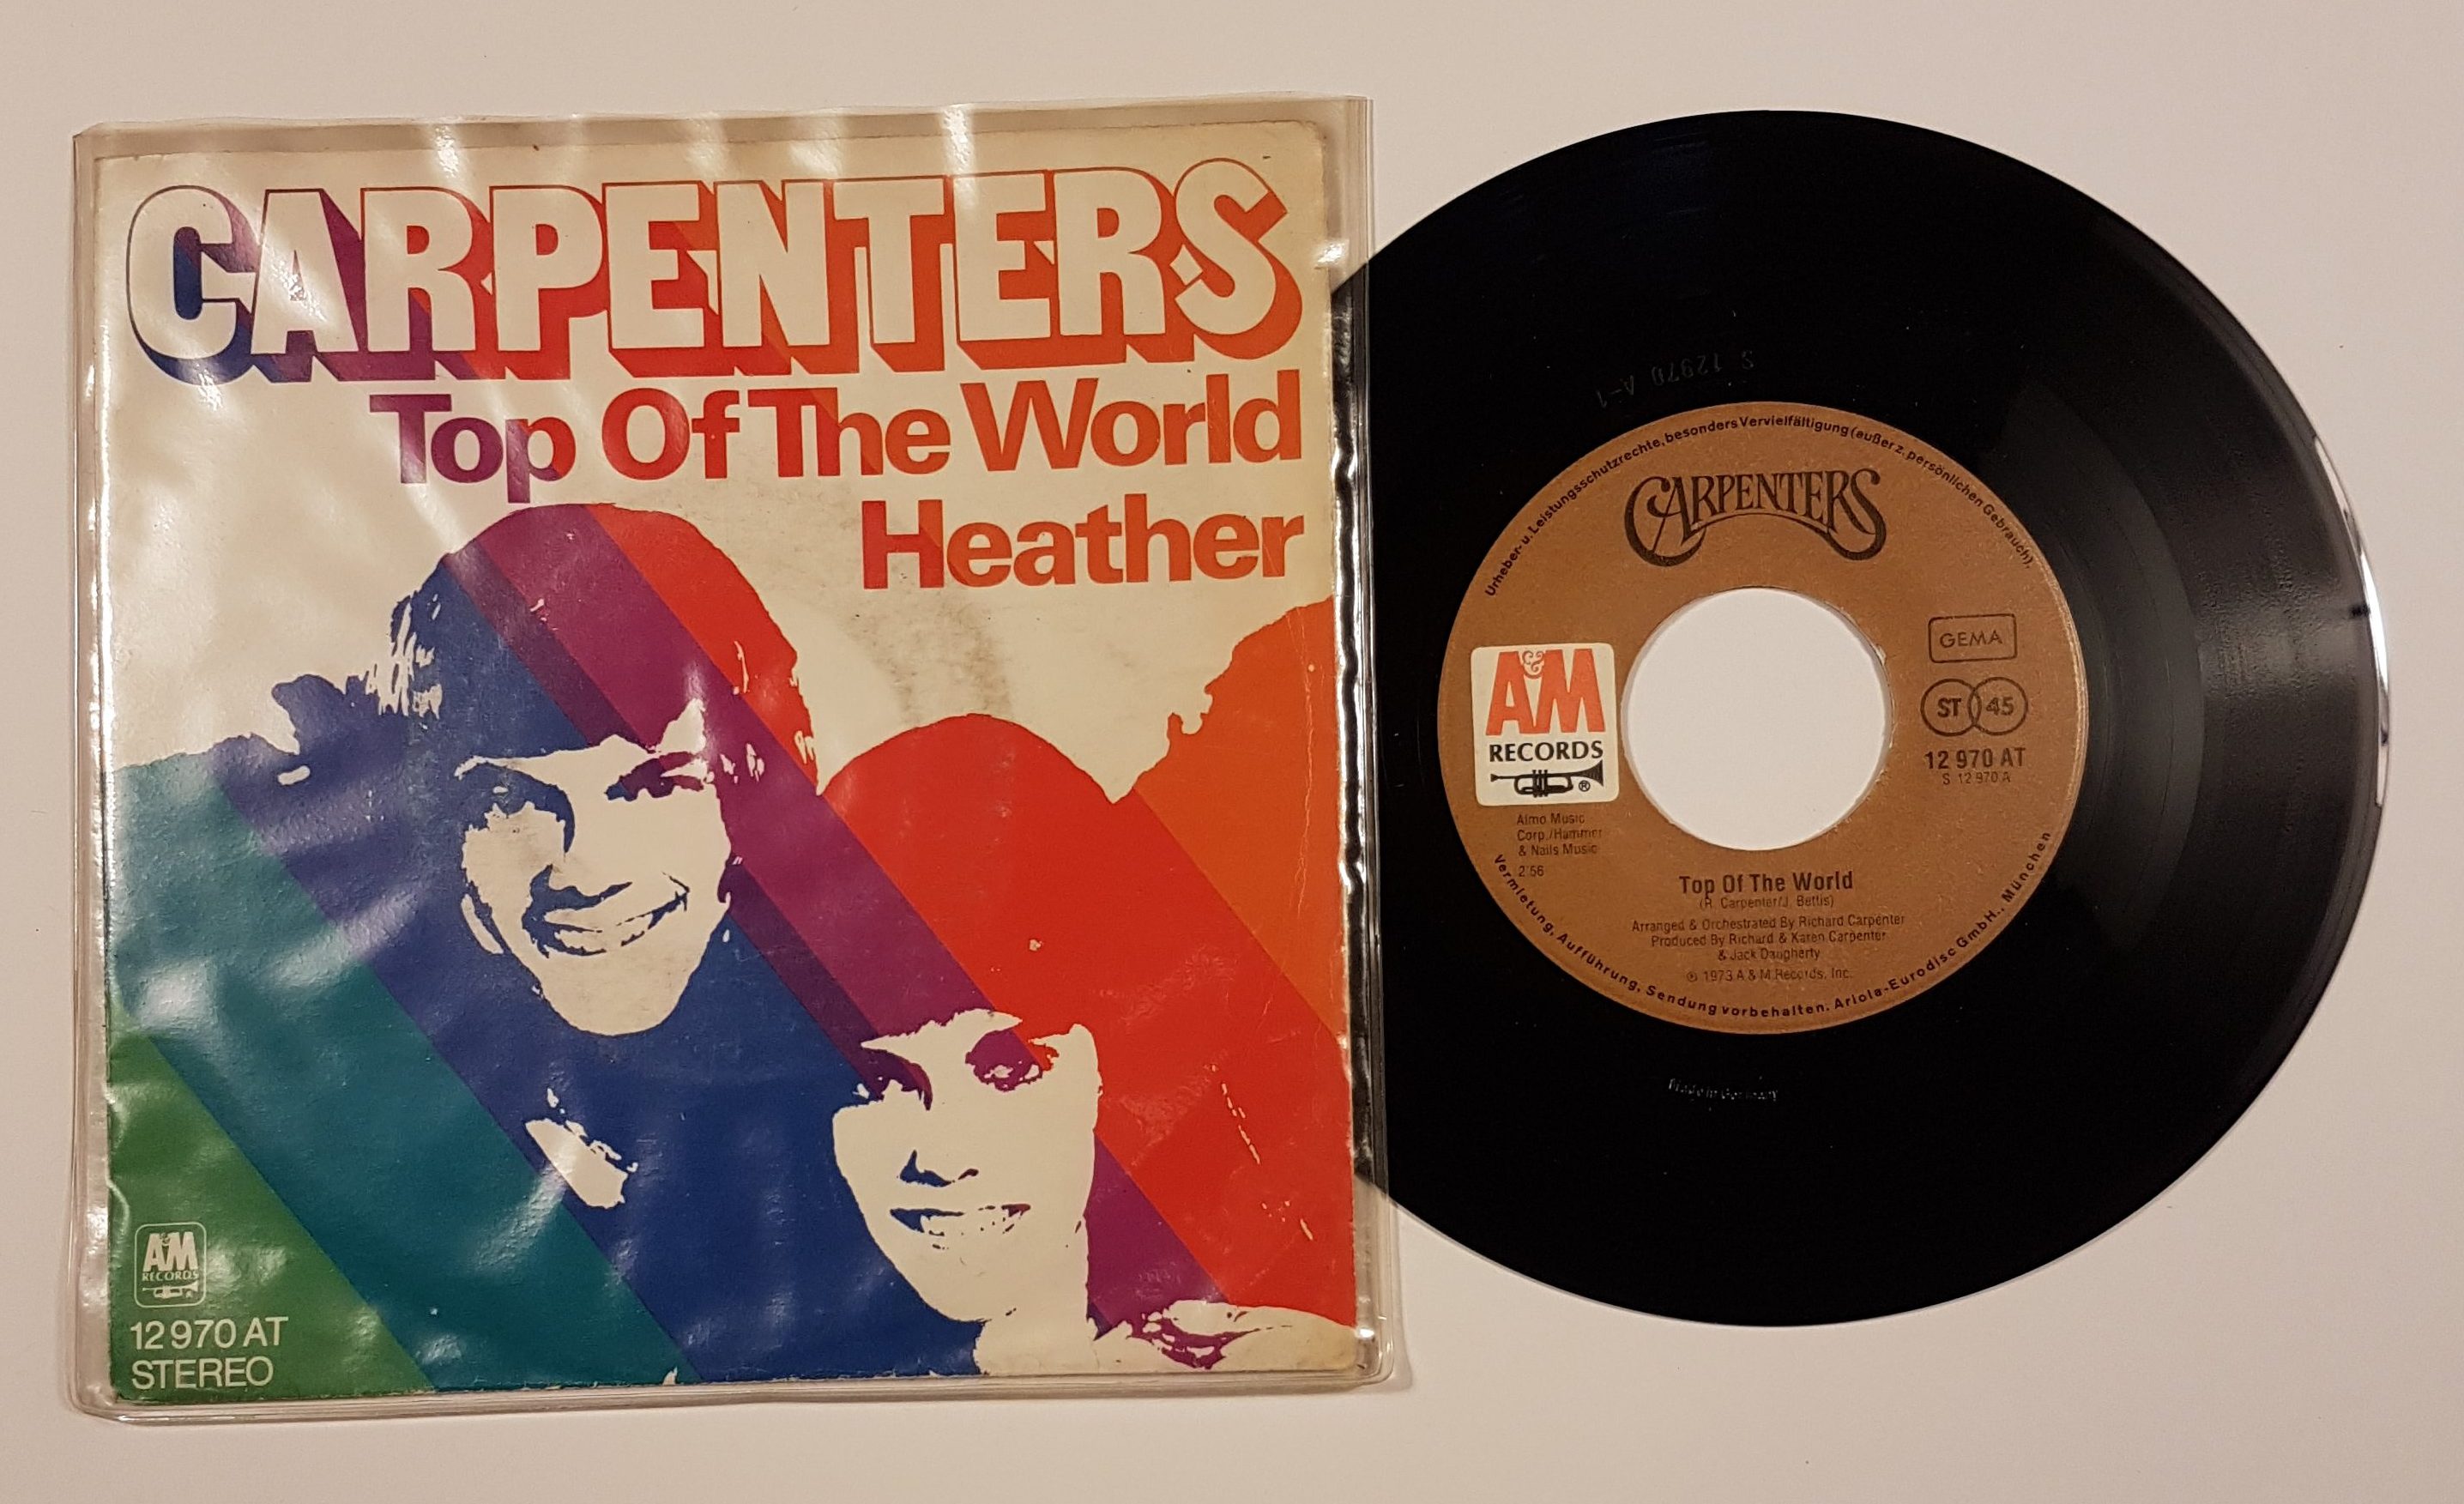 CARPENTERS
Top Of The World
Heather
A&M
RECORDS
12 970 AT
STEREO
S 12970 A-1
Urheber- u. Leistungsschutzrechte, besonders Vervielfältigung (außer z. persönlichen Gebrauch).
CARPENTERS
A&M
RECORDS
®
GEMA
ST 45
12 970 AT
S 12 970 A
Almo Music
Corp./Hammer
& Nails Music
2'56
Top Of The World
(R. Carpenter/J. Bettis)
Arranged & Orchestrated By Richard Carpenter
Produced By Richard & Karen Carpenter
& Jack Daugherty
℗ 1973 A & M Records, Inc.
Vermietung, Aufführung, Sendung vorbehalten. Ariola-Eurodisc GmbH., München
Made in Germany